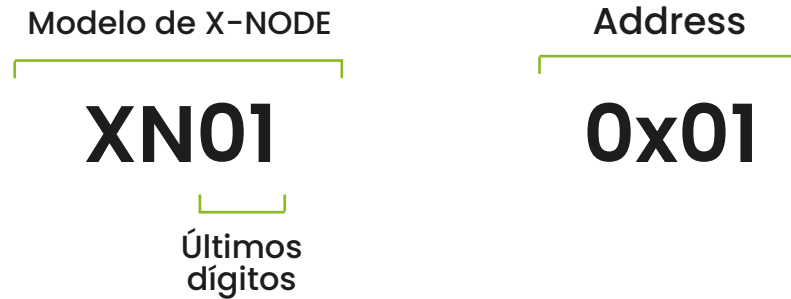 Modelo de X-NODE
Address
XN01
0x01
Últimos
dígitos